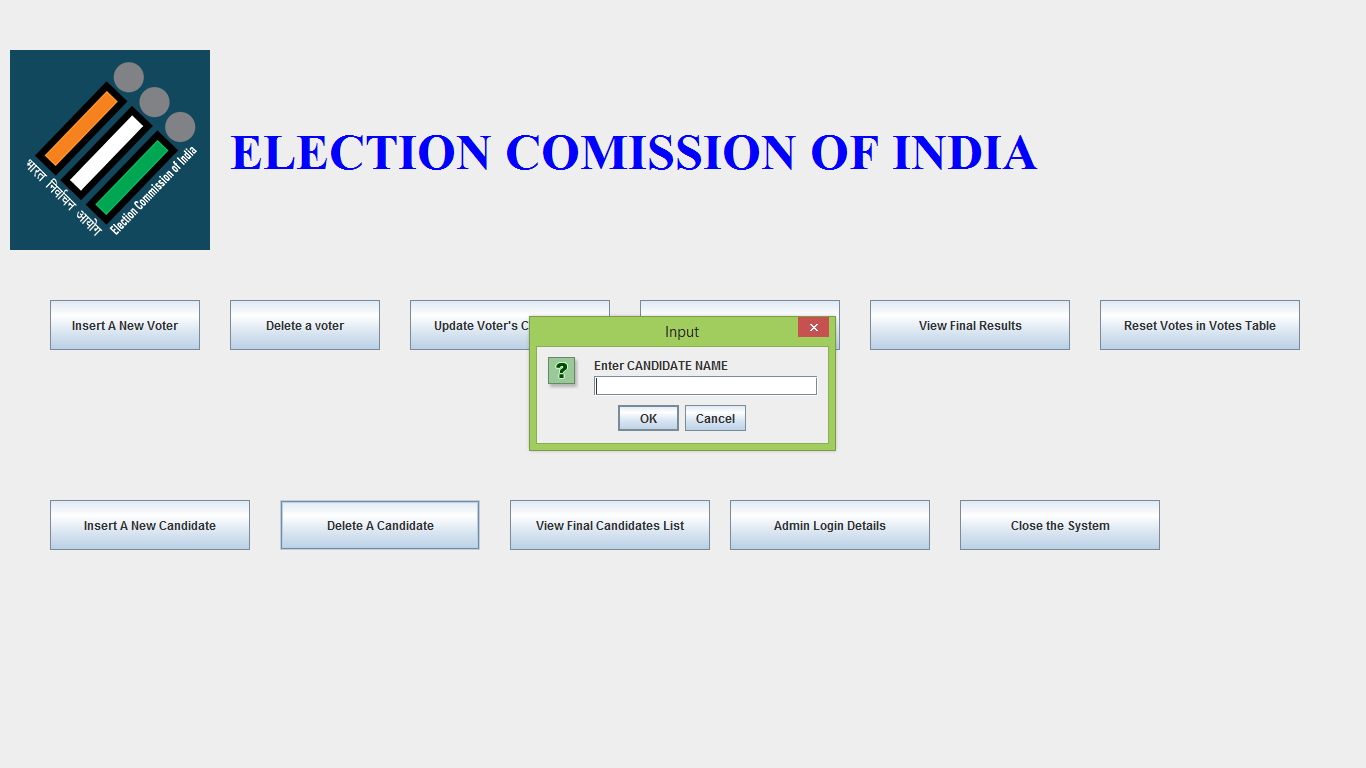 भारत निर्वाचन आयोग
Election Commission of India
ELECTION COMISSION OF INDIA
Insert A New Voter
Delete a voter
Update Voter's C
View Final Results
Reset Votes in Votes Table
Input
Enter CANDIDATE NAME
OK
Cancel
Insert A New Candidate
Delete A Candidate
View Final Candidates List
Admin Login Details
Close the System